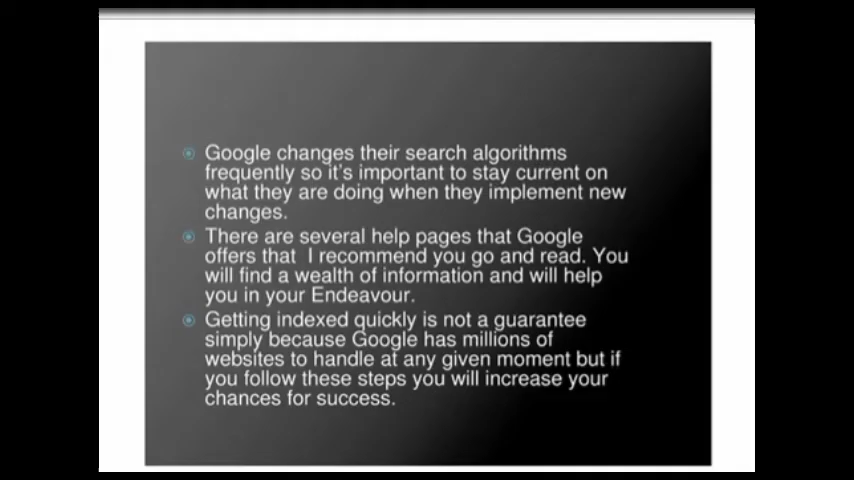 Google changes their search algorithms
frequently so it's important to stay current on
what they are doing when they implement new
changes.
There are several help pages that Google
offers that  I recommend you go and read. You
will find a wealth of information and will help
you in your Endeavour.
Getting indexed quickly is not a guarantee
simply because Google has millions of
websites to handle at any given moment but if
you follow these steps you will increase your
chances for success.